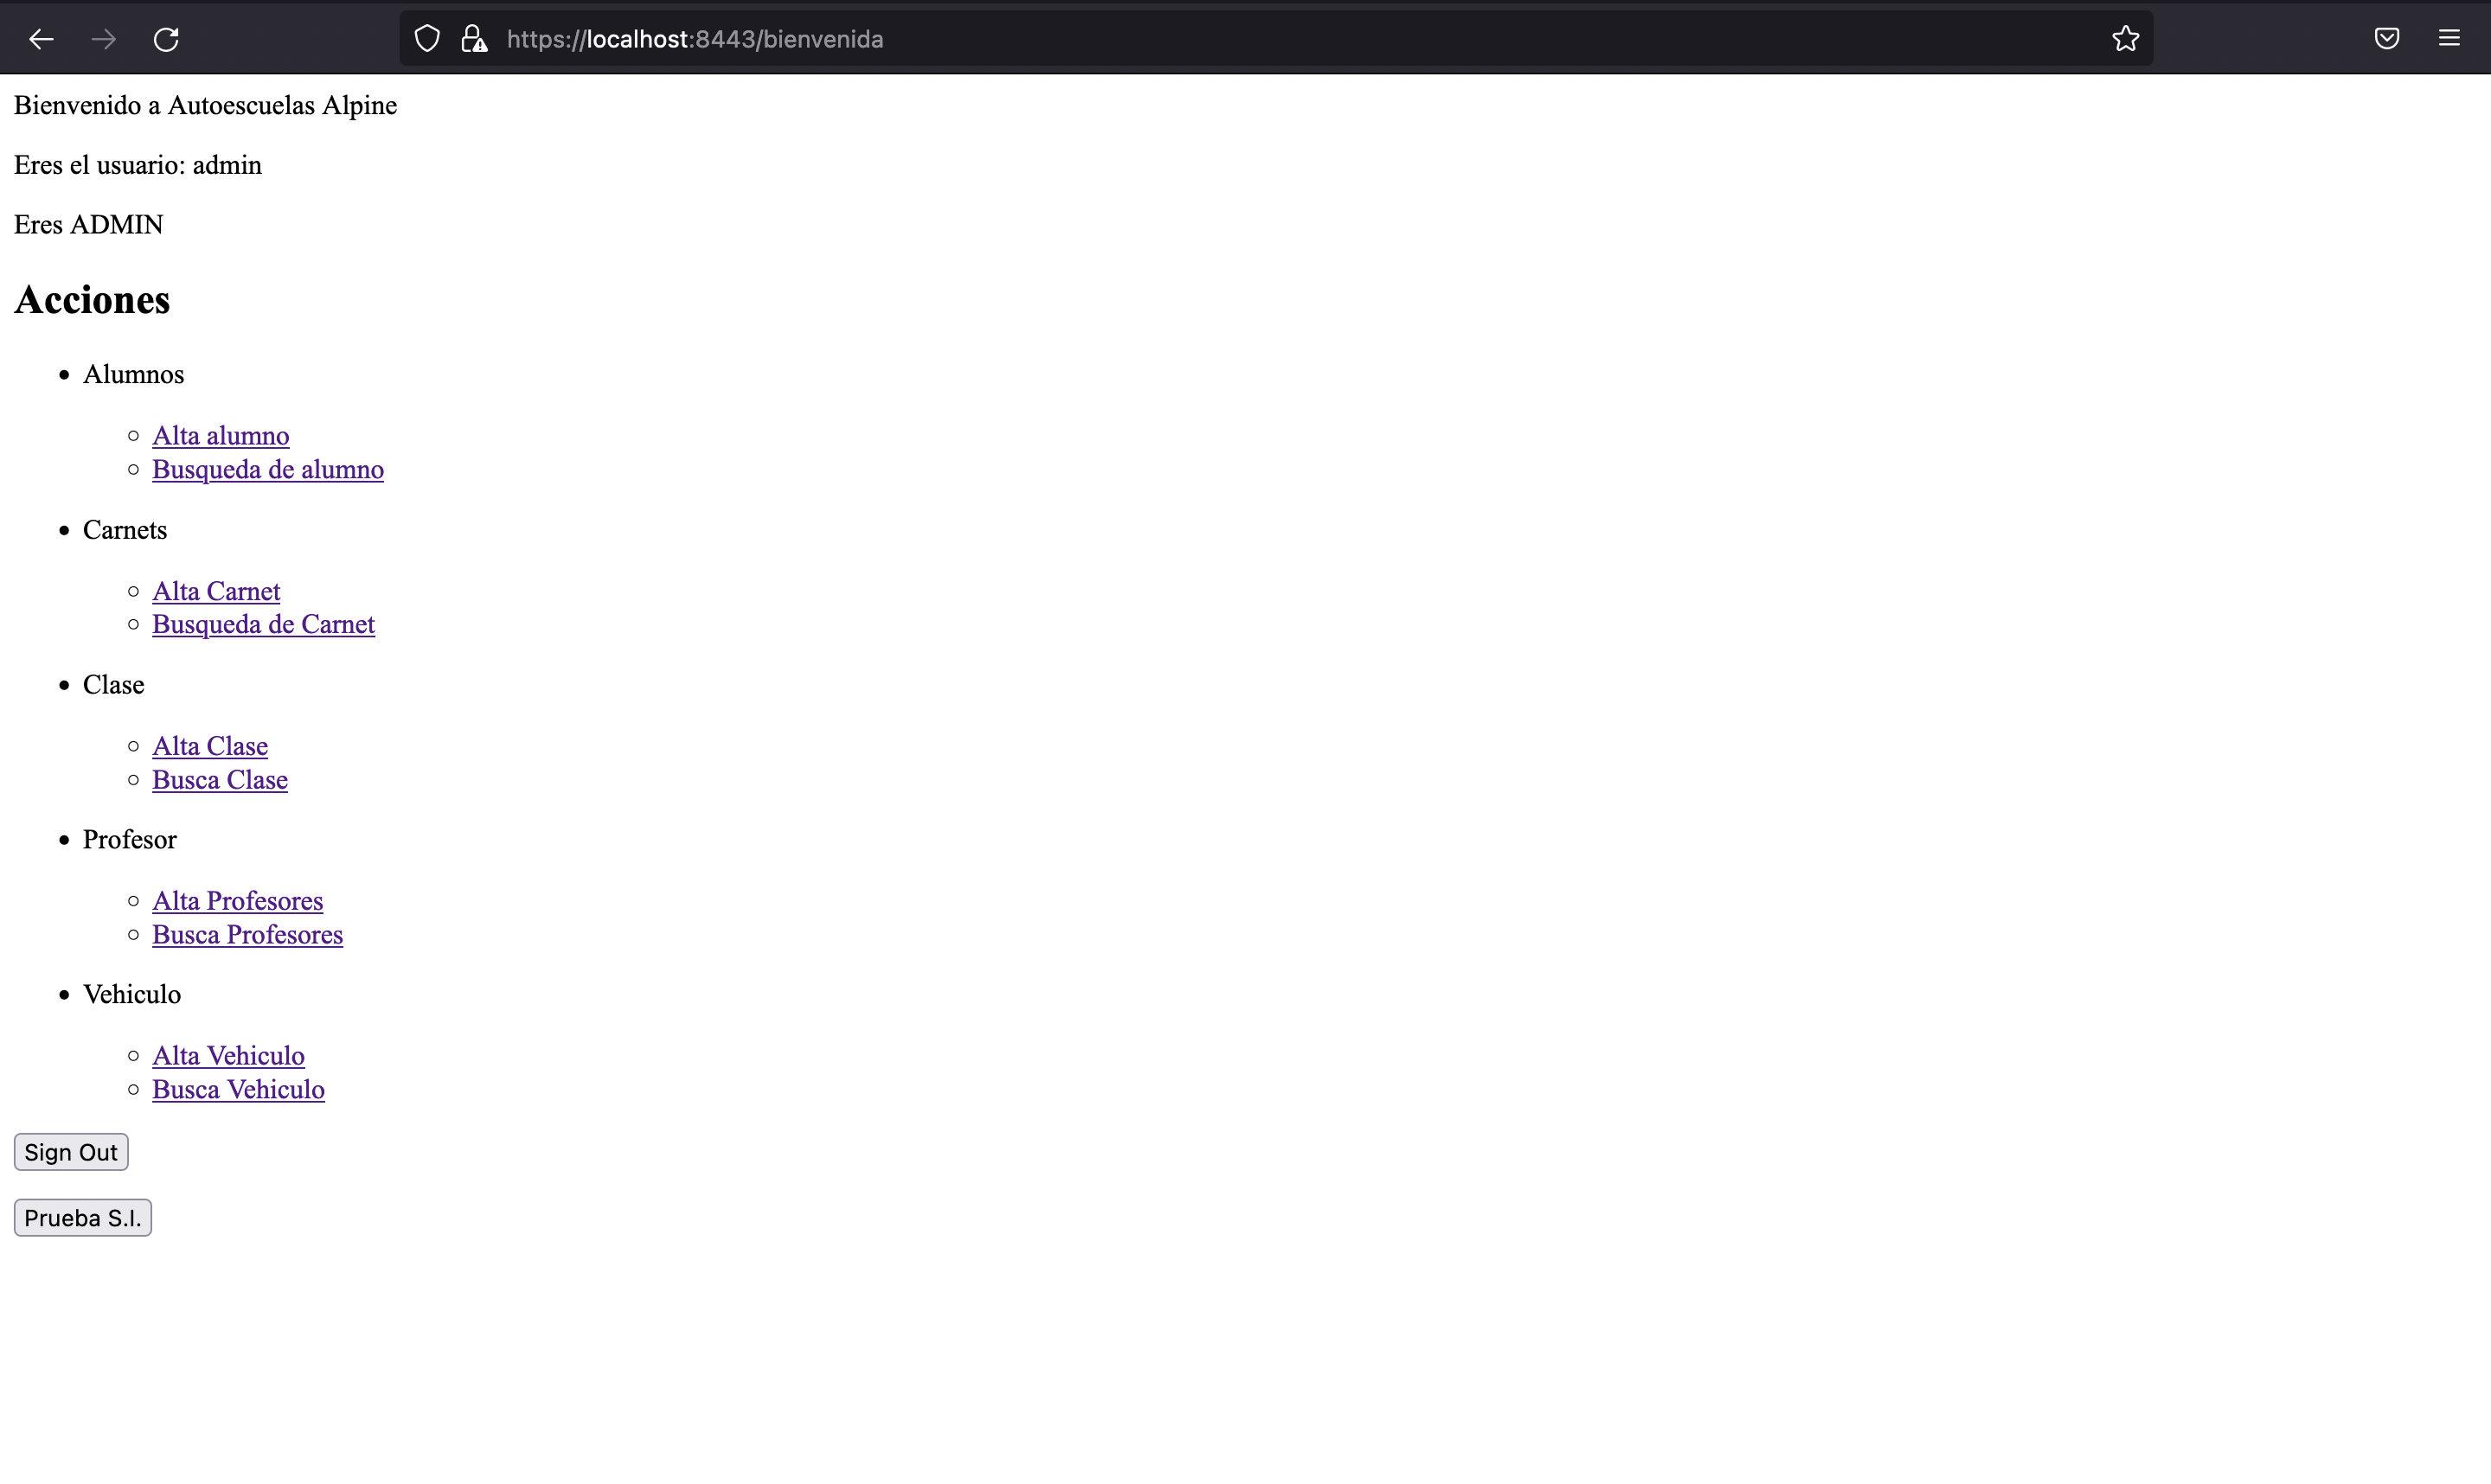 https://localhost:8443/bienvenida
Bienvenido a Autoescuelas Alpine
Eres el usuario: admin
Eres ADMIN
Acciones
Alumnos
Alta alumno
Busqueda de alumno
Carnets
Alta Carnet
Busqueda de Carnet
Clase
Alta Clase
Busca Clase
Profesor
Alta Profesores
Busca Profesores
Vehiculo
Alta Vehiculo
Busca Vehiculo
Sign Out
Prueba S.I.